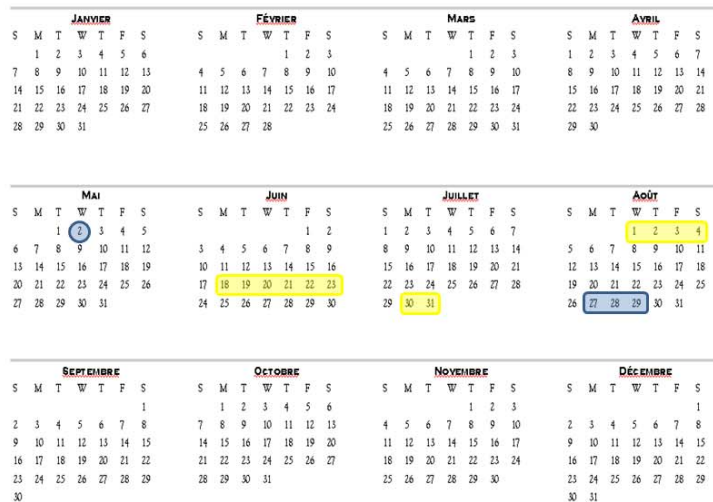 JANVIER FÉVRIER MARS AVRIL
S M T W T F S S M T W T F S S M T W T F S S M T W T F S
1 2 3 4 5 6 1 2 3 1 2 3 1 2 3 4 5 6 7
7 8 9 10 11 12 13 4 5 6 7 8 9 10 4 5 6 7 8 9 10 8 9 10 11 12 13 14
14 15 16 17 18 19 20 11 12 13 14 15 16 17 11 12 13 14 15 16 17 15 16 17 18 19 20 21
21 22 23 24 25 26 27 18 19 20 21 22 23 24 18 19 20 21 22 23 24 22 23 24 25 26 27 28
28 29 30 31 25 26 27 28 25 26 27 28 29 30 31 29 30
MAI JUIN JUILLET AOÛT
S M T W T F S S M T W T F S S M T W T F S S M T W T F S
1 2 3 4 5 1 2 1 2 3 4 5 6 7 1 2 3 4
6 7 8 9 10 11 12 3 4 5 6 7 8 9 8 9 10 11 12 13 14 5 6 7 8 9 10 11
13 14 15 16 17 18 19 10 11 12 13 14 15 16 15 16 17 18 19 20 21 12 13 14 15 16 17 18
20 21 22 23 24 25 26 17 18 19 20 21 22 23 22 23 24 25 26 27 28 19 20 21 22 23 24 25
27 28 29 30 31 24 25 26 27 28 29 30 29 30 31 26 27 28 29 30 31
SEPTEMBRE OCTOBRE NOVEMBRE DÉCEMBRE
S M T W T F S S M T W T F S S M T W T F S S M T W T F S
1 1 2 3 4 5 6 1 2 3 1
2 3 4 5 6 7 8 7 8 9 10 11 12 13 4 5 6 7 8 9 10 2 3 4 5 6 7 8
9 10 11 12 13 14 15 14 15 16 17 18 19 20 11 12 13 14 15 16 17 9 10 11 12 13 14 15
16 17 18 19 20 21 22 21 22 23 24 25 26 27 18 19 20 21 22 23 24 16 17 18 19 20 21 22
23 24 25 26 27 28 29 28 29 30 31 25 26 27 28 29 30 23 24 25 26 27 28 29
30 30 31